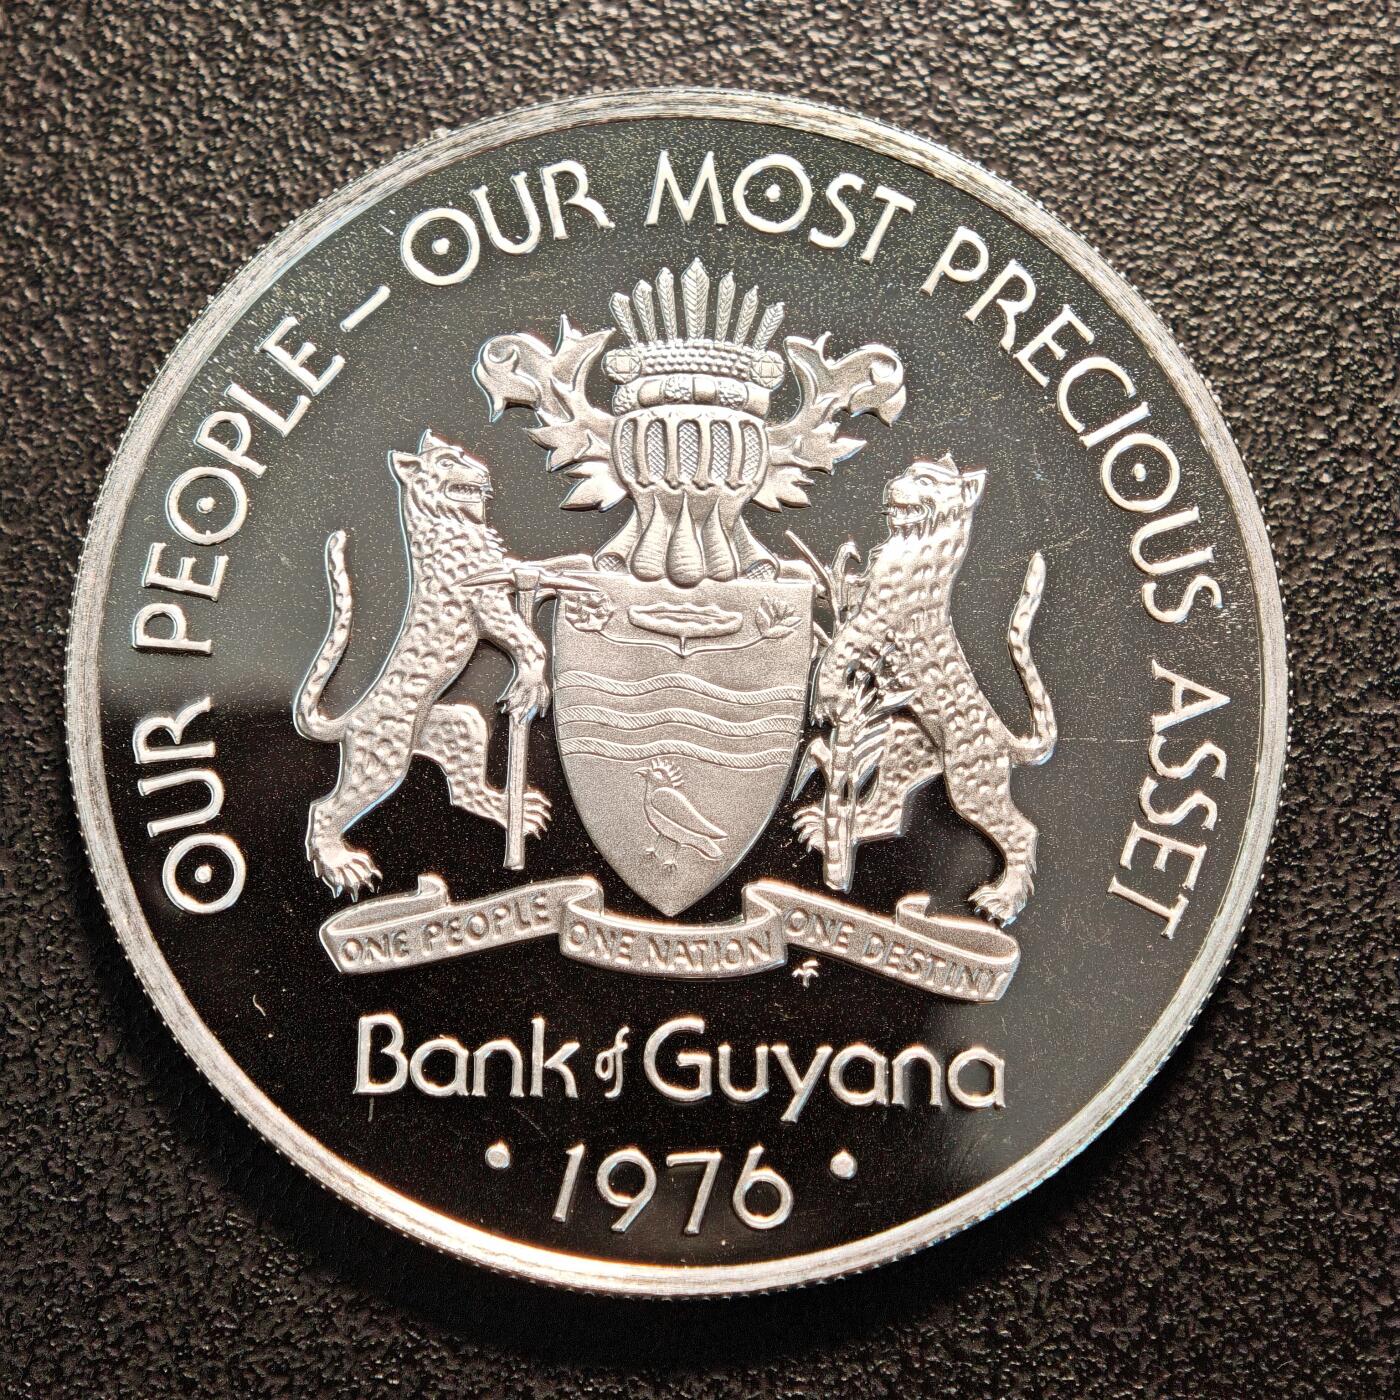 OUR PEOPLE – OUR MOST PRECIOUS ASSET
ONE PEOPLE ONE NATION ONE DESTINY
Bank of Guyana
• 1976 •